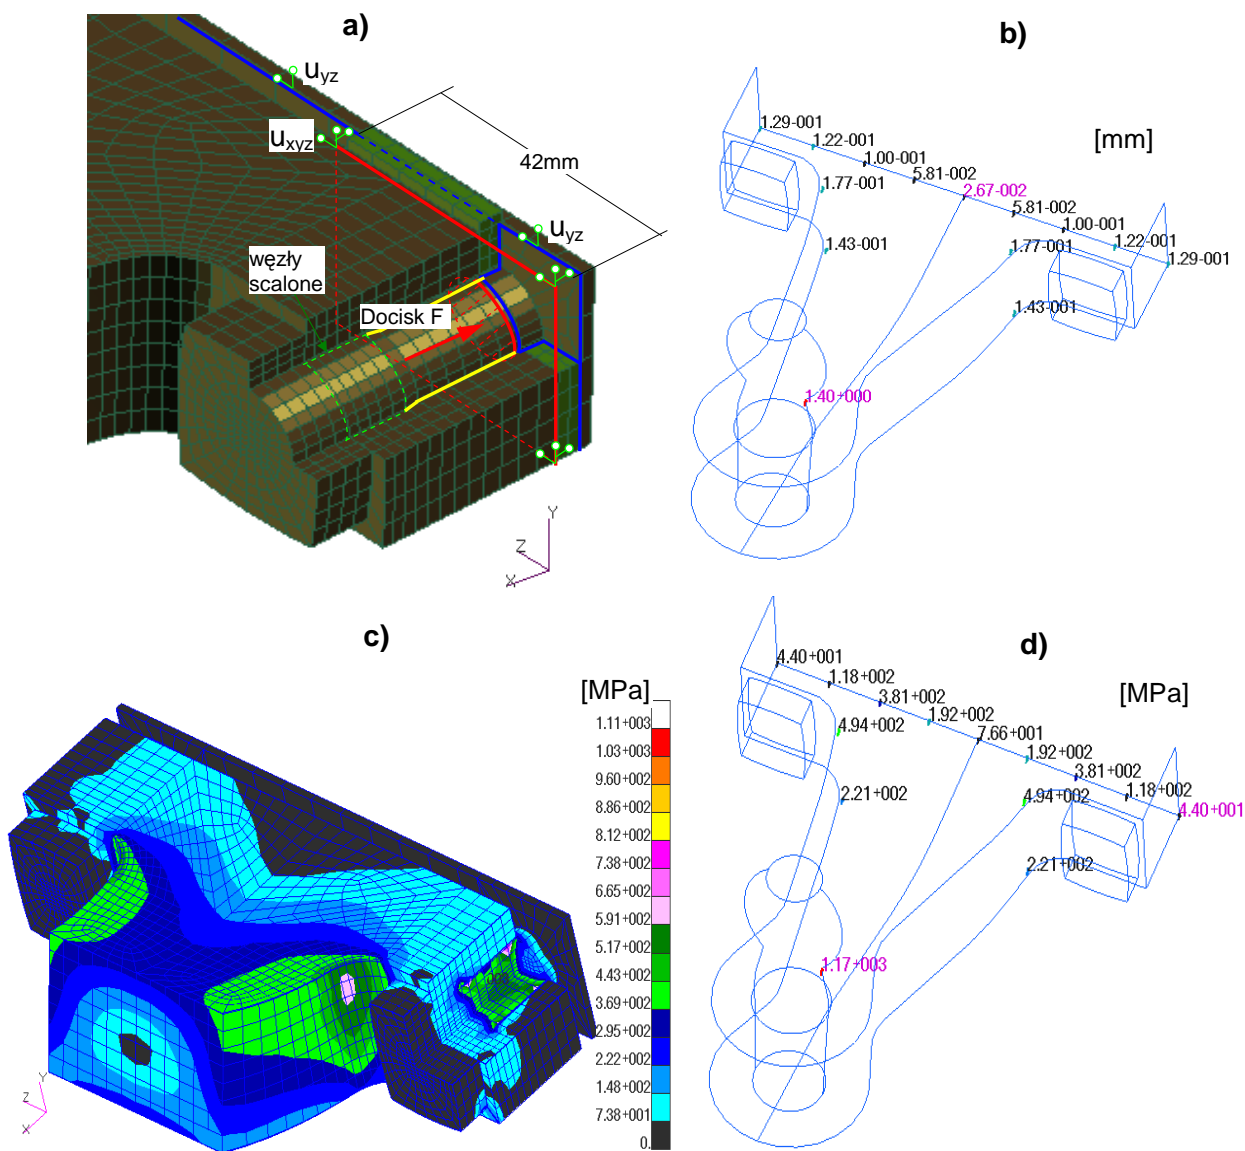 a)
u_yz
u_xyz
42mm
u_yz
węzły
scalone
Docisk F
Y
Z
X
b)
[mm]
1.29-001
1.22-001
1.00-001
5.81-002
2.67-002
5.81-002
1.00-001
1.22-001
1.29-001
1.77-001
1.43-001
1.77-001
1.43-001
1.40+000
c)
[MPa]
1.11+003
1.03+003
9.60+002
8.86+002
8.12+002
7.38+002
6.65+002
5.91+002
5.17+002
4.43+002
3.69+002
2.95+002
2.22+002
1.48+002
7.38+001
0.
Y
Z
X
d)
[MPa]
4.40+001
1.18+002
3.81+002
1.92+002
7.66+001
1.92+002
3.81+002
1.18+002
4.40+001
4.94+002
2.21+002
4.94+002
2.21+002
1.17+003